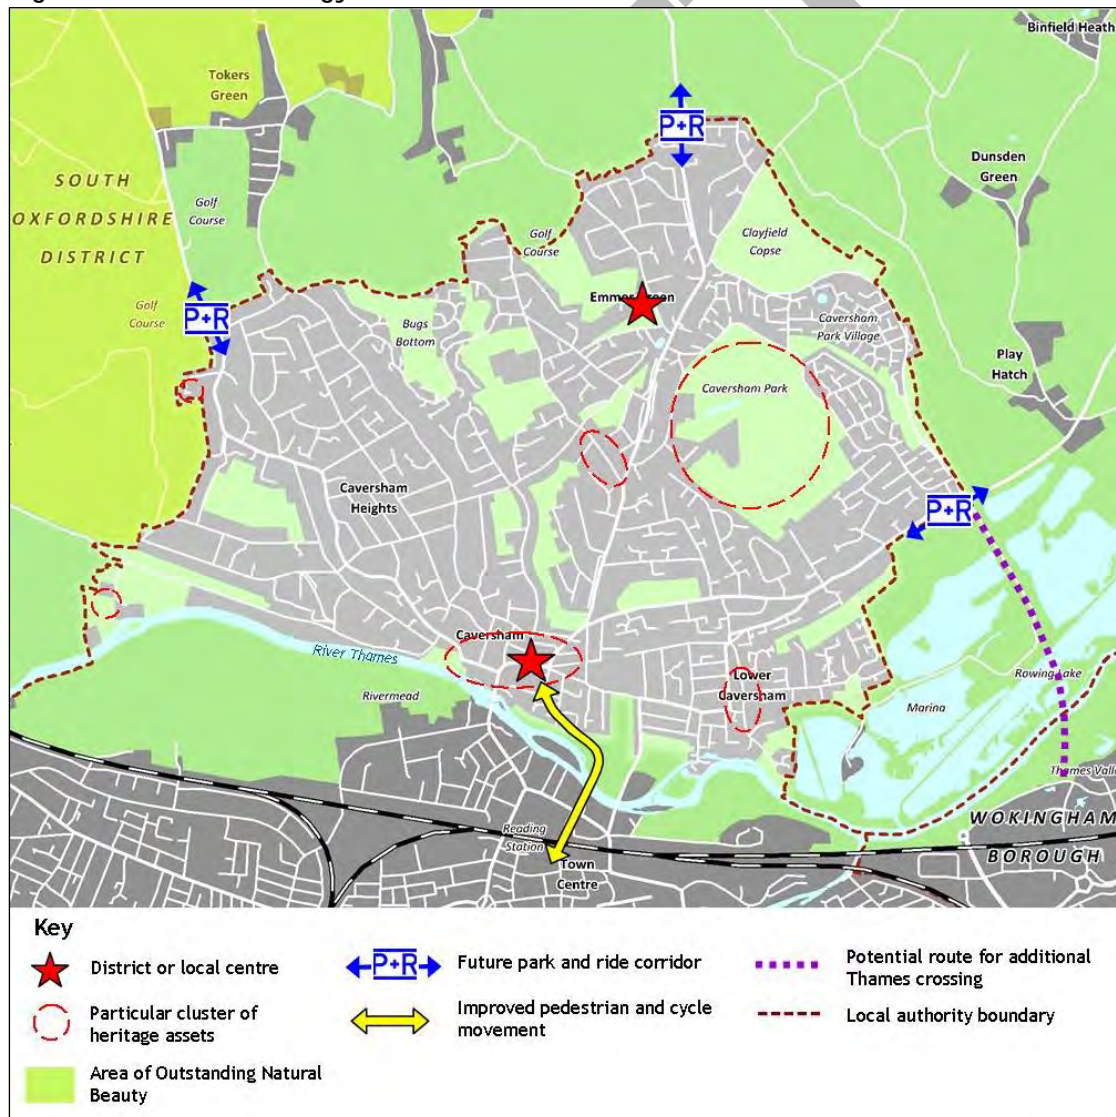 Binfield Heath
Tokers
Green
P+R
Dunsden
Green
SOUTH
OXFORDSHIRE
DISTRICT
Golf
Course
Golf
Course
Clayfield
Copse
Emmer Green
Golf
Course
P+R
Bugs
Bottom
Caversham
Park Village
Play
Hatch
Caversham Park
Caversham
Heights
P+R
Caversham
River Thames
Rivermead
Lower
Caversham
Rowing Lake
Marina
Thames Vall
WOKINGHAM
BOROUGH
Reading
Station
Town
Centre
Key
District or local centre
Particular cluster of
heritage assets
Area of Outstanding Natural
Beauty
P+R
Future park and ride corridor
Improved pedestrian and cycle
movement
Potential route for additional
Thames crossing
Local authority boundary